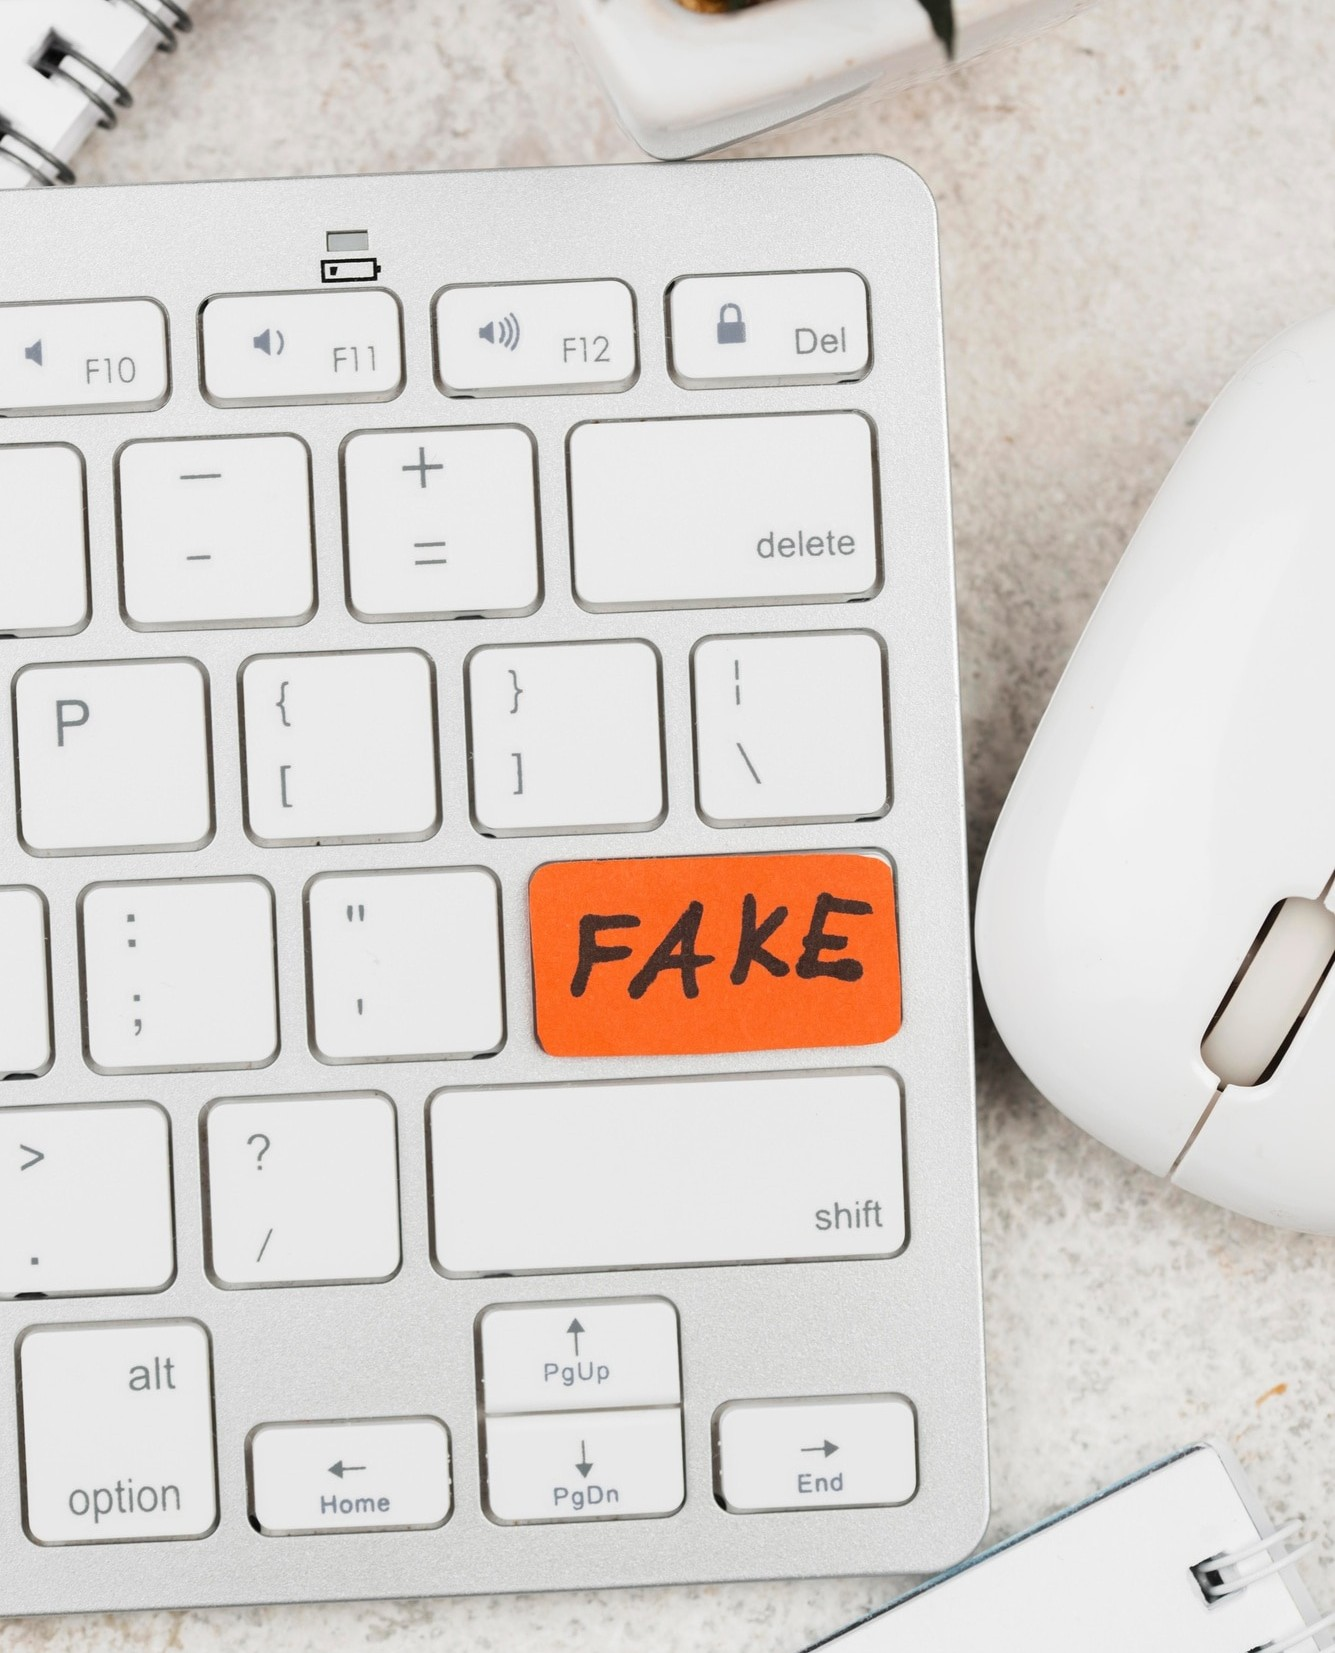 F10 F11 F12 Del
— -
+ =
delete
P { [ } ] ¦ \
: ; " ' FAKE
> . ? / shift
alt
option
← Home
↑ PgUp
↓ PgDn
→ End